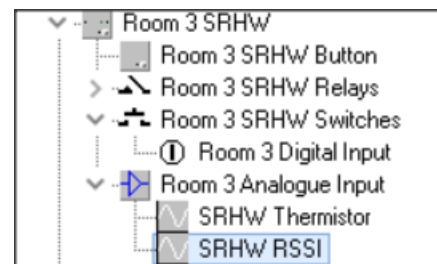 Room 3 SRHW
Room 3 SRHW Button
Room 3 SRHW Relays
Room 3 SRHW Switches
Room 3 Digital Input
Room 3 Analogue Input
SRHW Thermistor
SRHW RSSI